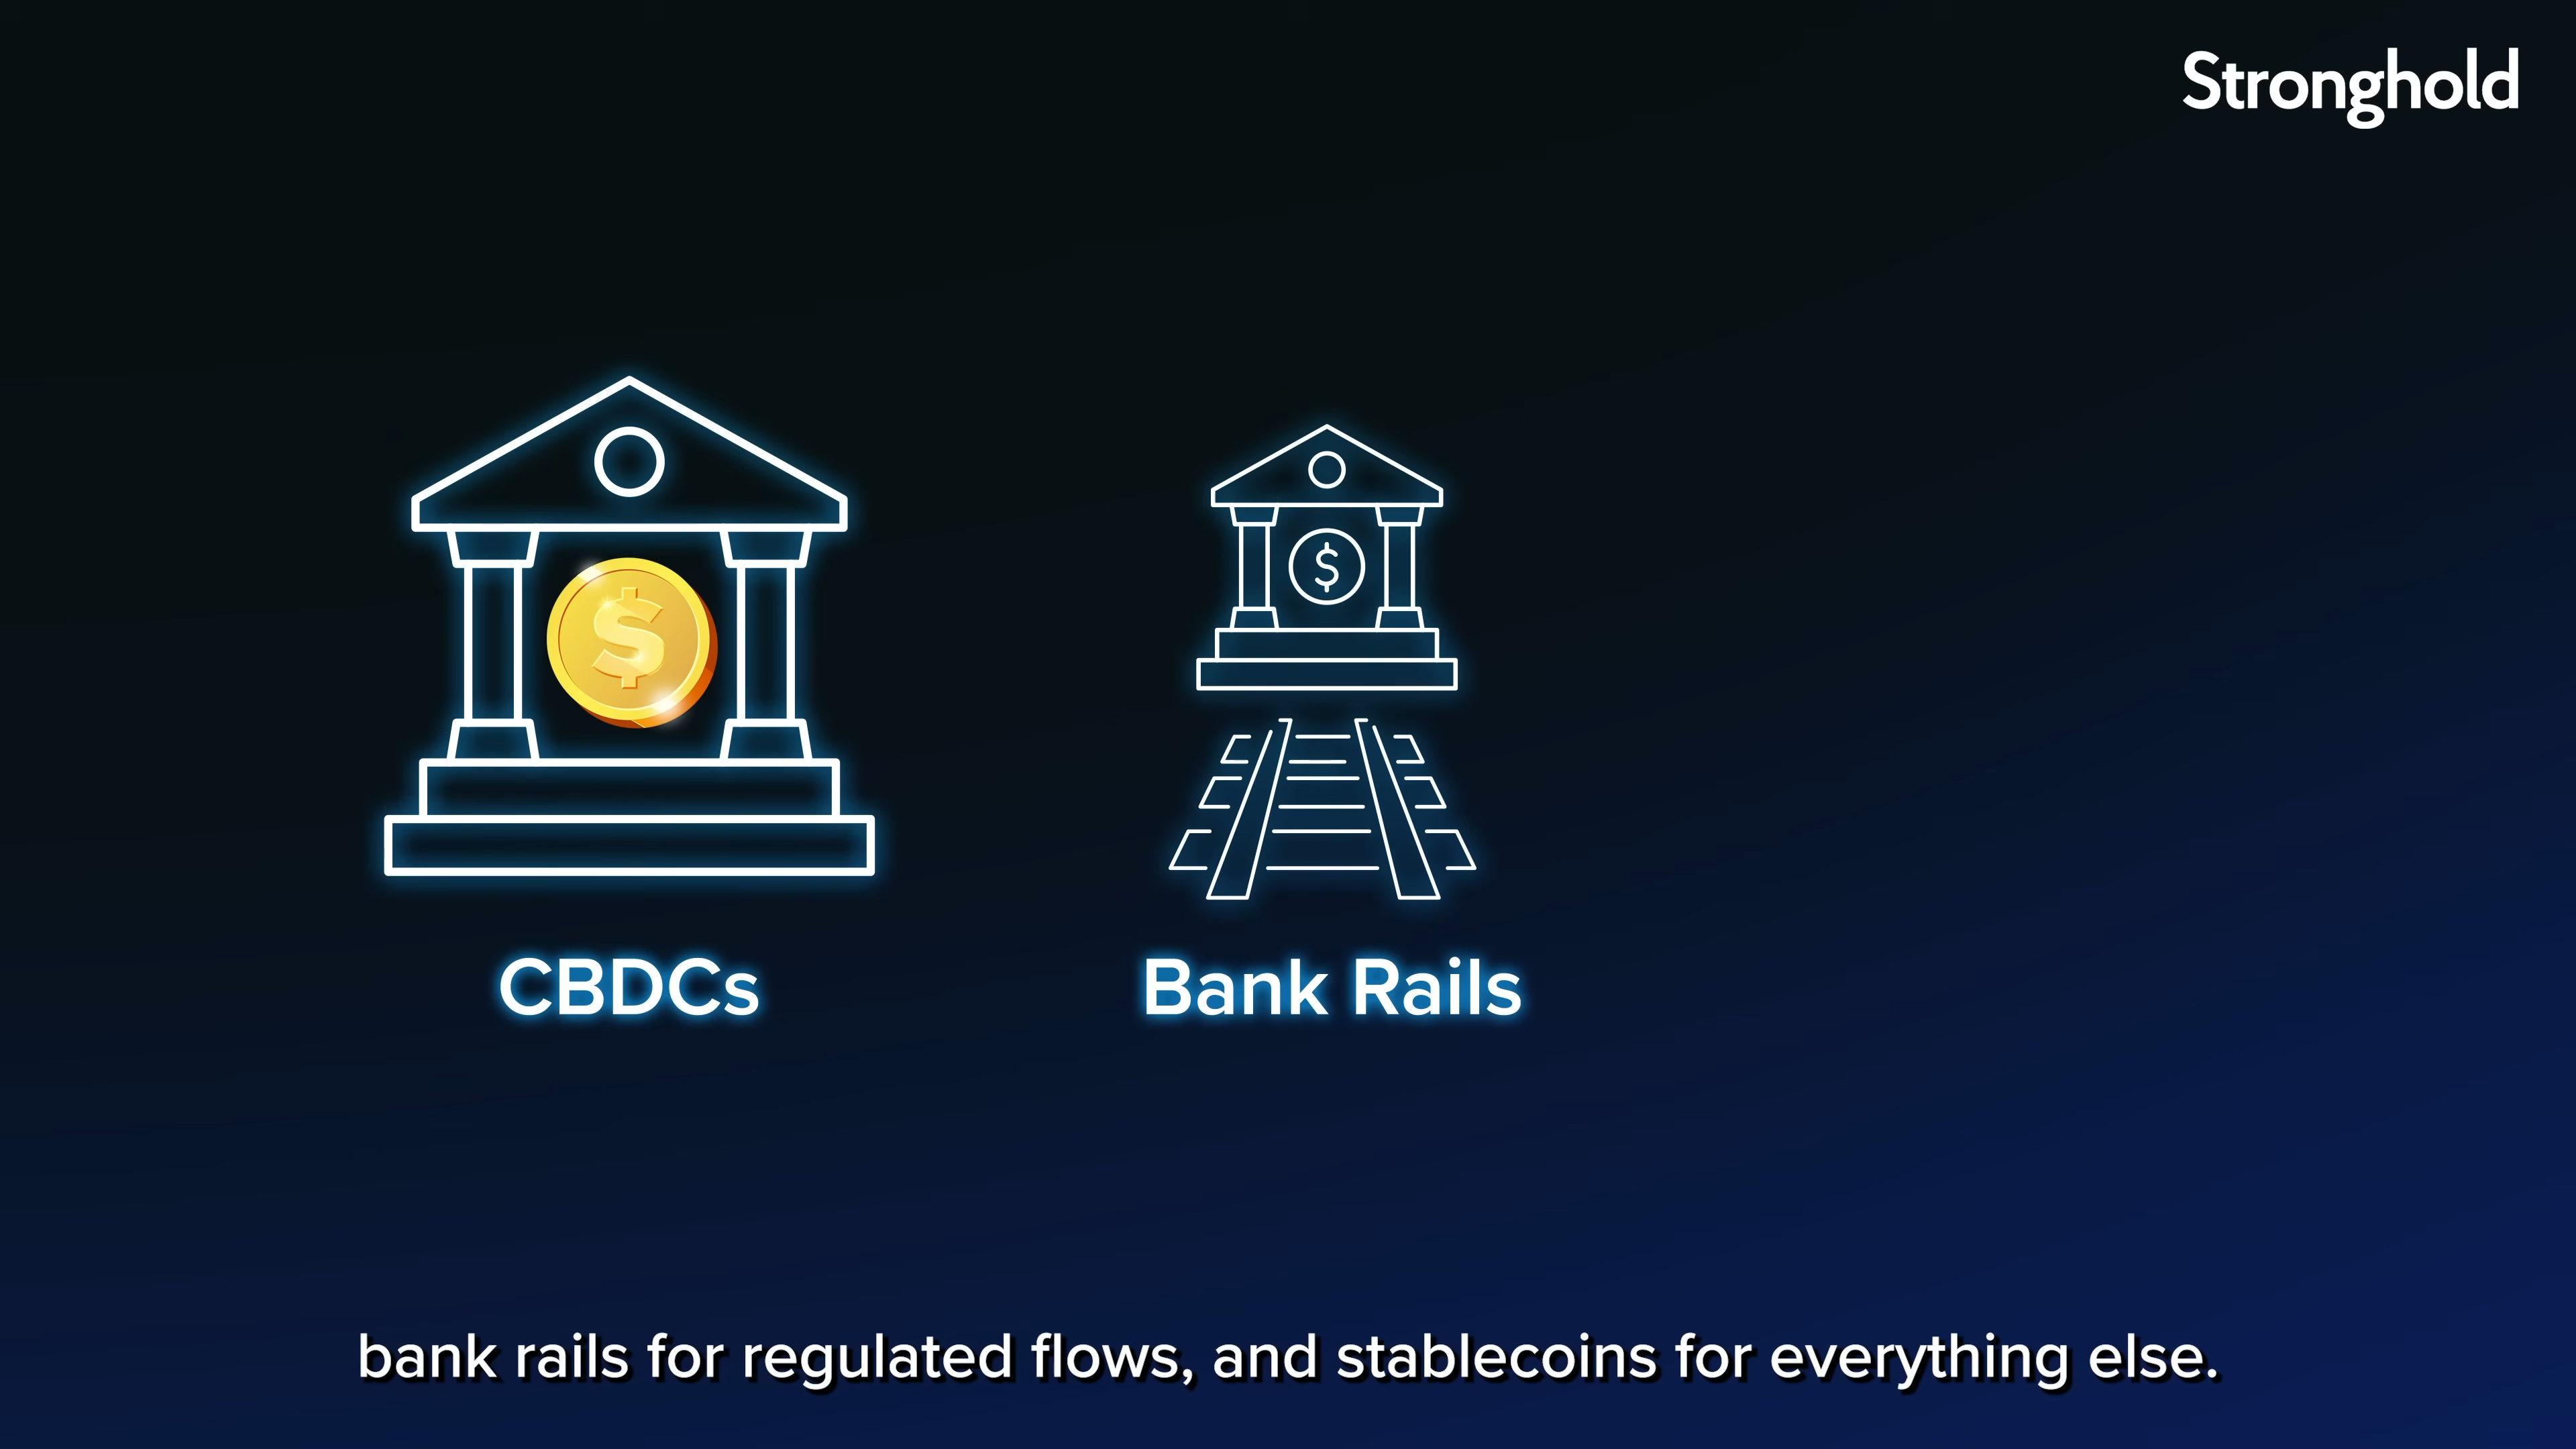 Stronghold
$
$
CBDCs
Bank Rails
bank rails for regulated flows, and stablecoins for everything else.